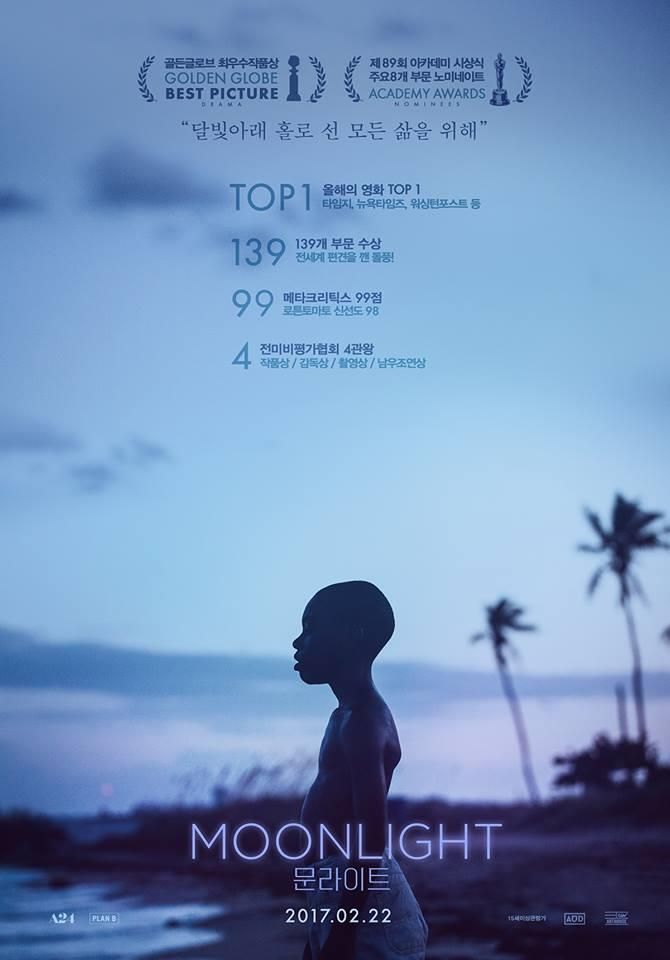 골든글로브 최우수작품상
GOLDEN GLOBE
BEST PICTURE
DRAMA
제89회 아카데미 시상식
주요8개 부문 노미네이트
ACADEMY AWARDS
NOMINEES
“달빛아래 홀로 선 모든 삶을 위해”
TOP1
올해의 영화 TOP 1
타임지, 뉴욕타임즈, 워싱턴포스트 등
139
139개 부문 수상
전세계 편견을 깬 돌풍!
99
메타크리틱스 99점
로튼토마토 신선도 98
4
전미비평가협회 4관왕
작품상 / 감독상 / 촬영상 / 남우조연상
MOONLIGHT
문라이트
A24
PLAN B
2017.02.22
15세이상관람가
AUD
CGV
ARTHOUSE